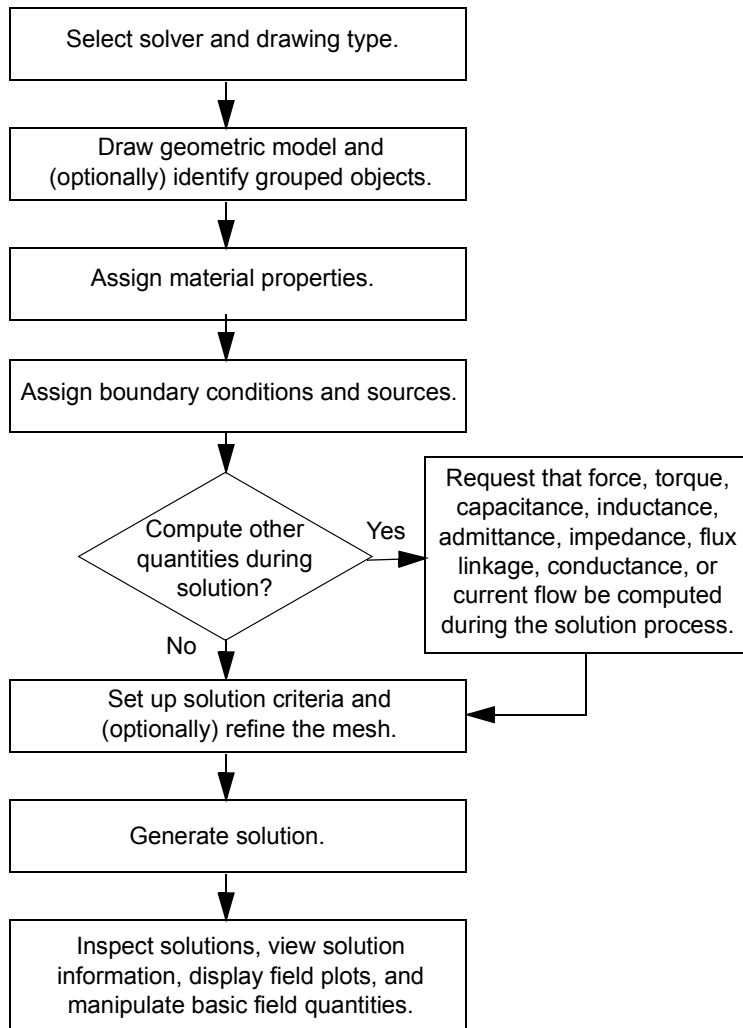 Select solver and drawing type.
Draw geometric model and
(optionally) identify grouped objects.
Assign material properties.
Assign boundary conditions and sources.
Compute other
quantities during
solution?
Yes
Request that force, torque,
capacitance, inductance,
admittance, impedance, flux
linkage, conductance, or
current flow be computed
during the solution process.
No
Set up solution criteria and
(optionally) refine the mesh.
Generate solution.
Inspect solutions, view solution
information, display field plots, and
manipulate basic field quantities.